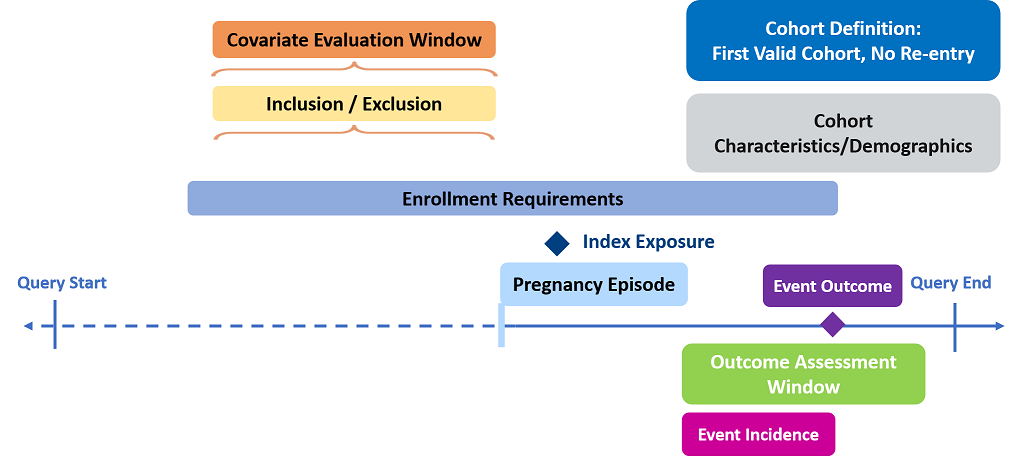 Covariate Evaluation Window
Cohort Definition:
First Valid Cohort, No Re-entry
Inclusion / Exclusion
Cohort
Characteristics/Demographics
Enrollment Requirements
Index Exposure
Query Start
Pregnancy Episode
Event Outcome
Query End
Outcome Assessment
Window
Event Incidence